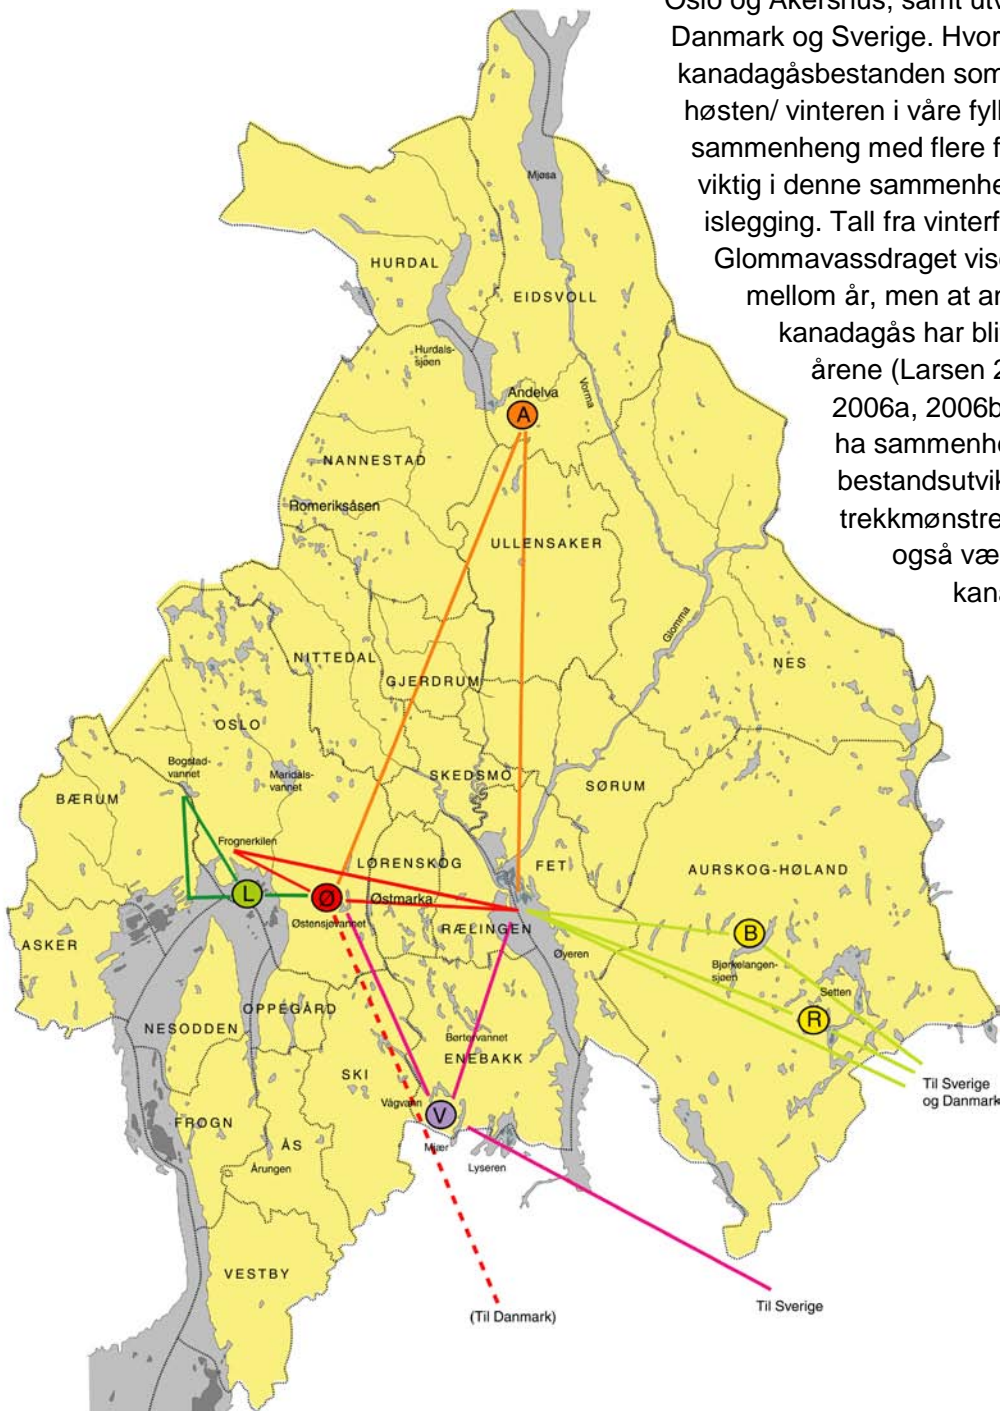 Oslo og Akershus, samt utv
Danmark og Sverige. Hvor
kanadagåsbestanden som
høsten/ vinteren i våre fyll
sammenheng med flere f
viktig i denne sammenhe
islegging. Tall fra vinterf
Glommavassdraget vise
mellom år, men at an
kanadagås har bli
årene (Larsen 2
2006a, 2006b
ha sammenhe
bestandsutvik
trekkmønstre
også væ
kana
Mjøsa
HURDAL
EIDSVOLL
Hurdals-
sjøen
Andelva
A
Vorma
NANNESTAD
Romeriksåsen
ULLENSAKER
Glomma
NITTEDAL
GJERDRUM
NES
OSLO
Bogstad-
vannet
Maridals-
vannet
SKEDSMO
SØRUM
BÆRUM
Frognerkilen
LØRENSKOG
FET
AURSKOG-HØLAND
L
Ø
Østmarka
Østensjøvannet
RÆLINGEN
B
ASKER
Øyeren
Bjørkelangen-
sjøen
Setten
R
NESODDEN
OPPEGÅRD
Børtervannet
ENEBAKK
SKI
Til Sverige
og Danmark
Vågvann
V
FROGN
ÅS
Mjær
Årungen
Lyseren
VESTBY
Til Sverige
(Til Danmark)